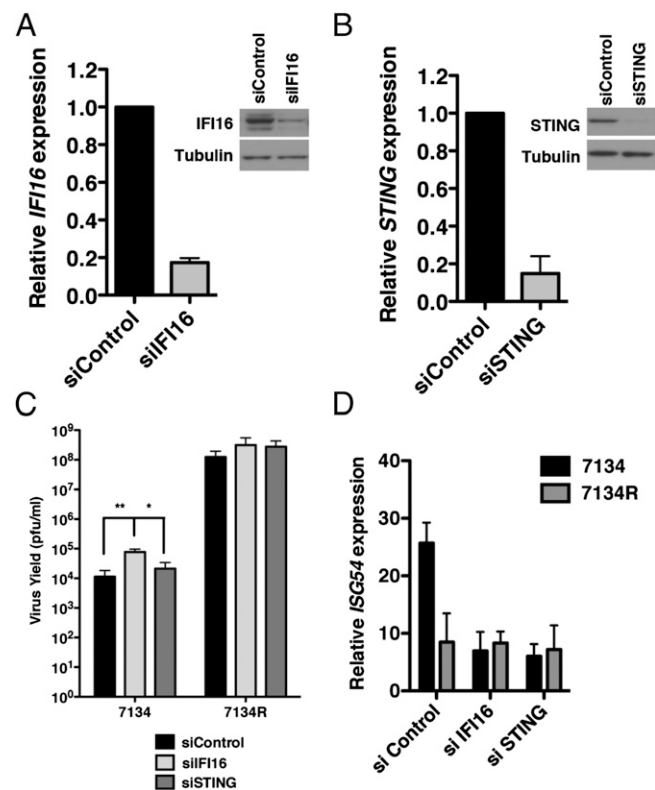 A
Relative IFI16 expression
1.2
1.0
0.8
0.6
0.4
0.2
0.0
siControl
siIFI16
siControl
siIFI16
IFI16
Tubulin
B
Relative STING expression
1.2
1.0
0.8
0.6
0.4
0.2
0.0
siControl
siSTING
siControl
siSTING
STING
Tubulin
C
Virus Yield (pfu/ml)
10⁹
10⁸
10⁷
10⁶
10⁵
10⁴
10³
10²
10¹
10⁰
**
*
7134
7134R
siControl
siIFI16
siSTING
D
Relative ISG54 expression
40
30
20
10
0
7134
7134R
si Control
si IFI16
si STING